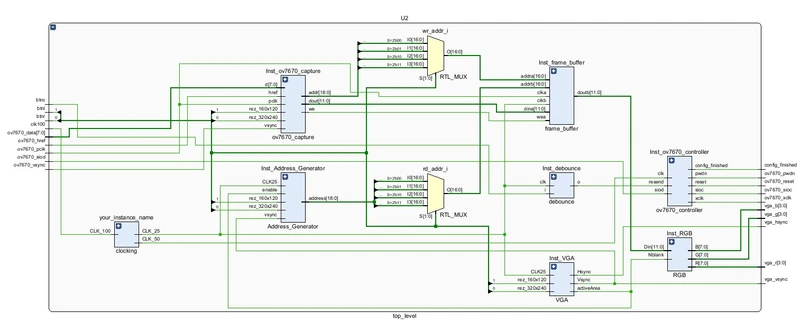 U2
wr_addr_i
S=2'b00 I0[16:0]
S=2'b01 I1[16:0]
S=2'b10 I2[16:0]
S=2'b11 I3[16:0]
O[16:0]
S[1:0]
RTL_MUX
Inst_ov7670_capture
d[7:0]
href
pclk
rez_160x120
rez_320x240
vsync
addr[18:0]
dout[11:0]
we
ov7670_capture
Inst_frame_buffer
addra[16:0]
addrb[16:0]
clka
clkb
dina[11:0]
wea
doutb[11:0]
frame_buffer
btnc
btnl
btnr
clk100
ov7670_data[7:0]
ov7670_href
ov7670_pclk
ov7670_siod
ov7670_vsync
Inst_Address_Generator
CLK25
enable
rez_160x120
rez_320x240
vsync
address[18:0]
Address_Generator
rd_addr_i
S=2'b00 I0[16:0]
S=2'b01 I1[16:0]
S=2'b10 I2[16:0]
S=2'b11 I3[16:0]
O[16:0]
S[1:0]
RTL_MUX
Inst_debounce
clk
i
o
debounce
Inst_ov7670_controller
clk
resend
siod
config_finished
pwdn
reset
sioc
xclk
ov7670_controller
config_finished
ov7670_pwdn
ov7670_reset
ov7670_sioc
ov7670_xclk
vga_b[3:0]
vga_g[3:0]
vga_hsync
vga_r[3:0]
vga_vsync
your_instance_name
CLK_100
CLK_25
CLK_50
clocking
Inst_RGB
Din[11:0]
Nblank
B[7:0]
G[7:0]
R[7:0]
RGB
Inst_VGA
CLK25
rez_160x120
rez_320x240
Hsync
Vsync
activeArea
VGA
top_level